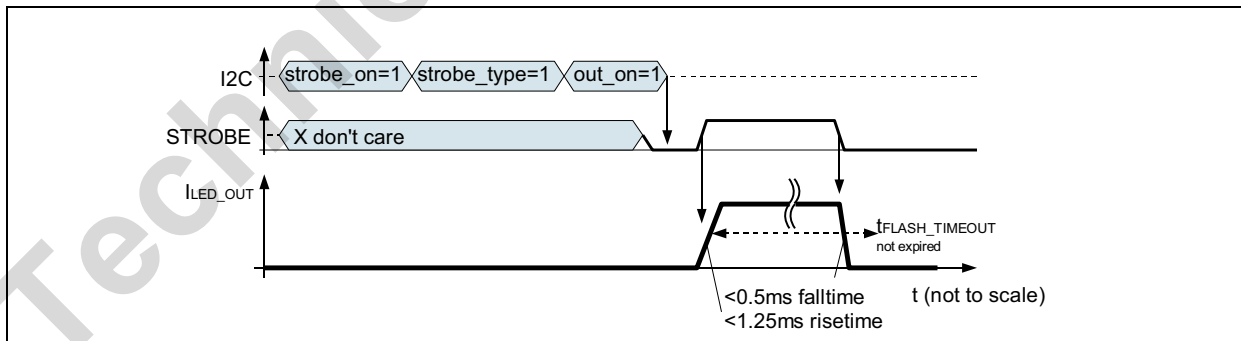 I2C
strobe_on=1 strobe_type=1 out_on=1
STROBE
X don't care
ILED_OUT
tFLASH_TIMEOUT
not expired
<0.5ms falltime
<1.25ms risetime
t (not to scale)
Technic